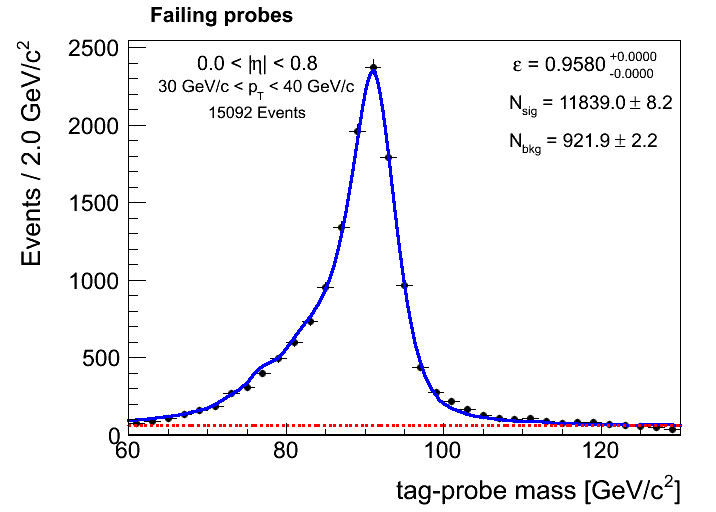 Failing probes
0.0 < |η| < 0.8
30 GeV/c < p_T < 40 GeV/c
15092 Events
ε = 0.9580 +0.0000 -0.0000
N_sig = 11839.0 ± 8.2
N_bkg = 921.9 ± 2.2
Events / 2.0 GeV/c²
2500
2000
1500
1000
500
0
60
80
100
120
tag-probe mass [GeV/c²]